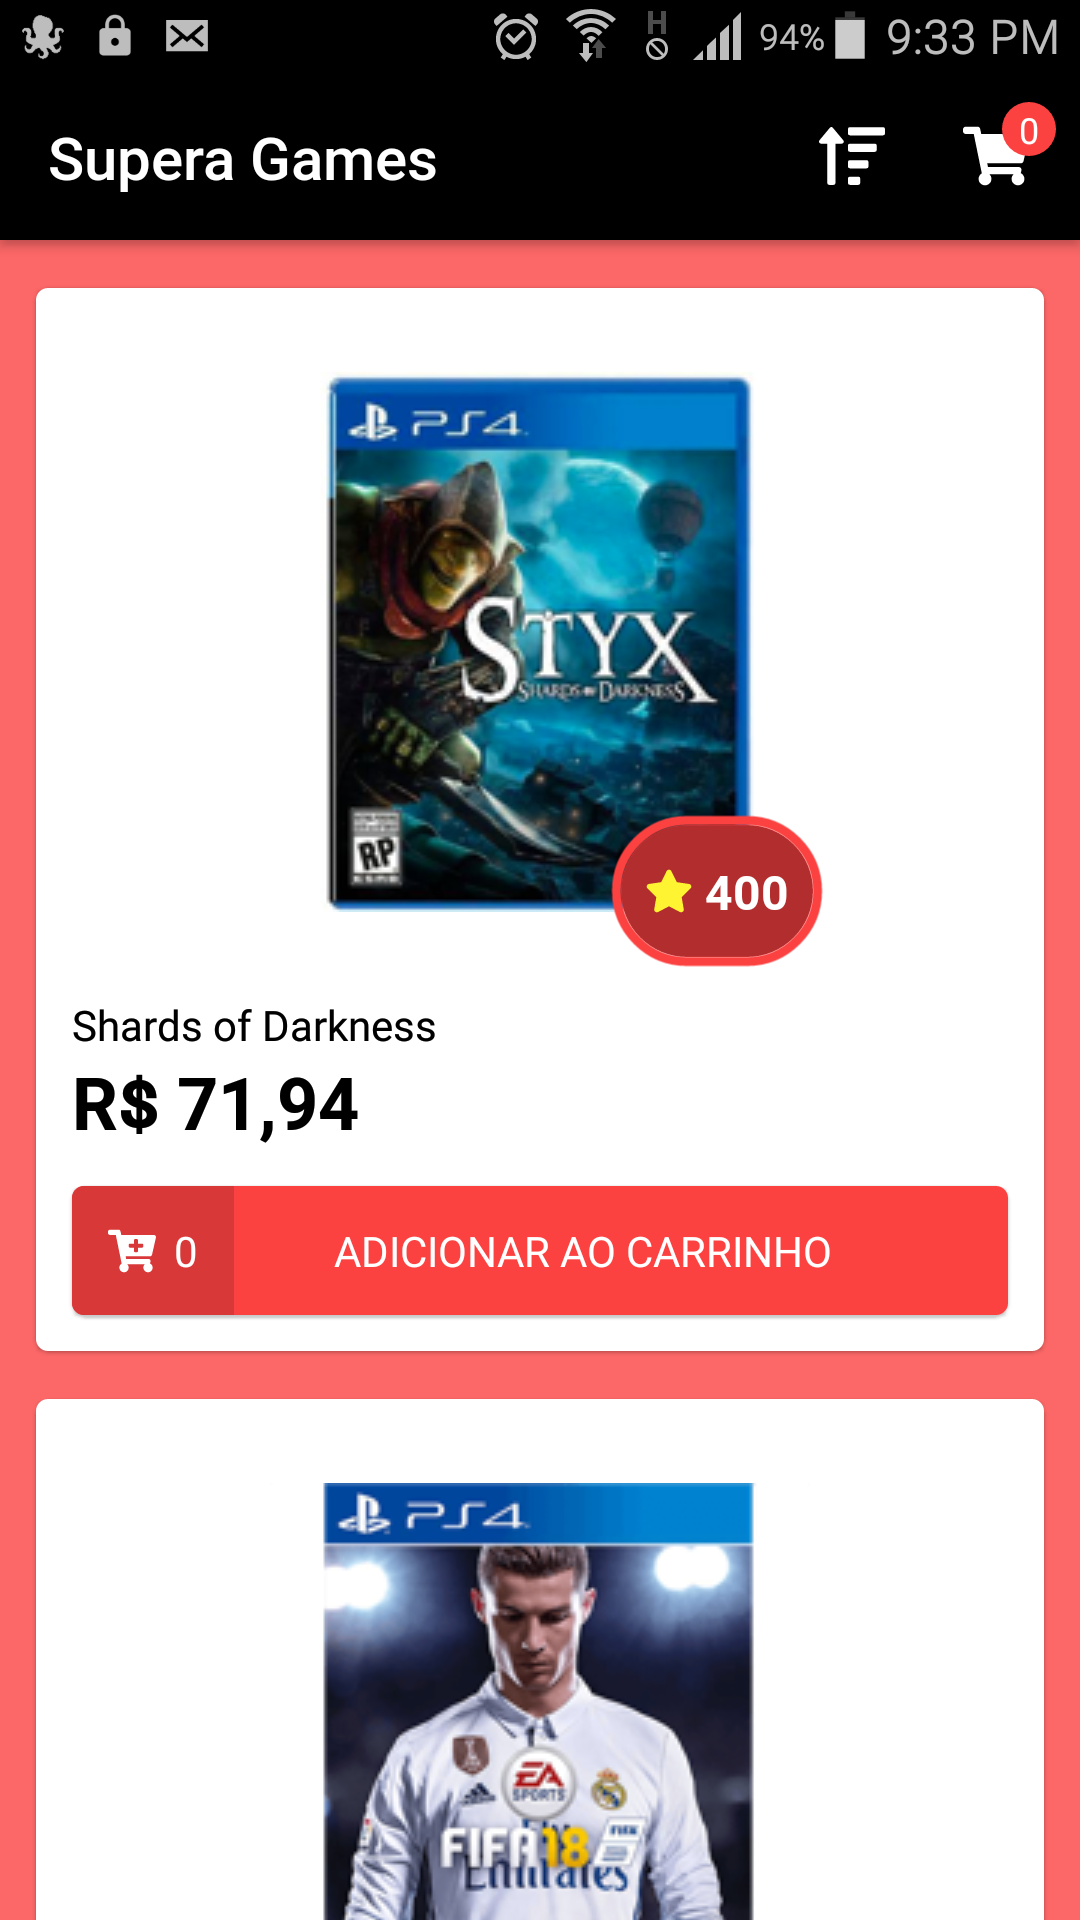 H 94% 9:33 PM
Supera Games
0
PS4
STYX
SHARDS OF DARKNESS
RP
400
Shards of Darkness
R$ 71,94
0 ADICIONAR AO CARRINHO
PS4
EA
SPORTS
FIFA 18
Fly
Emirates